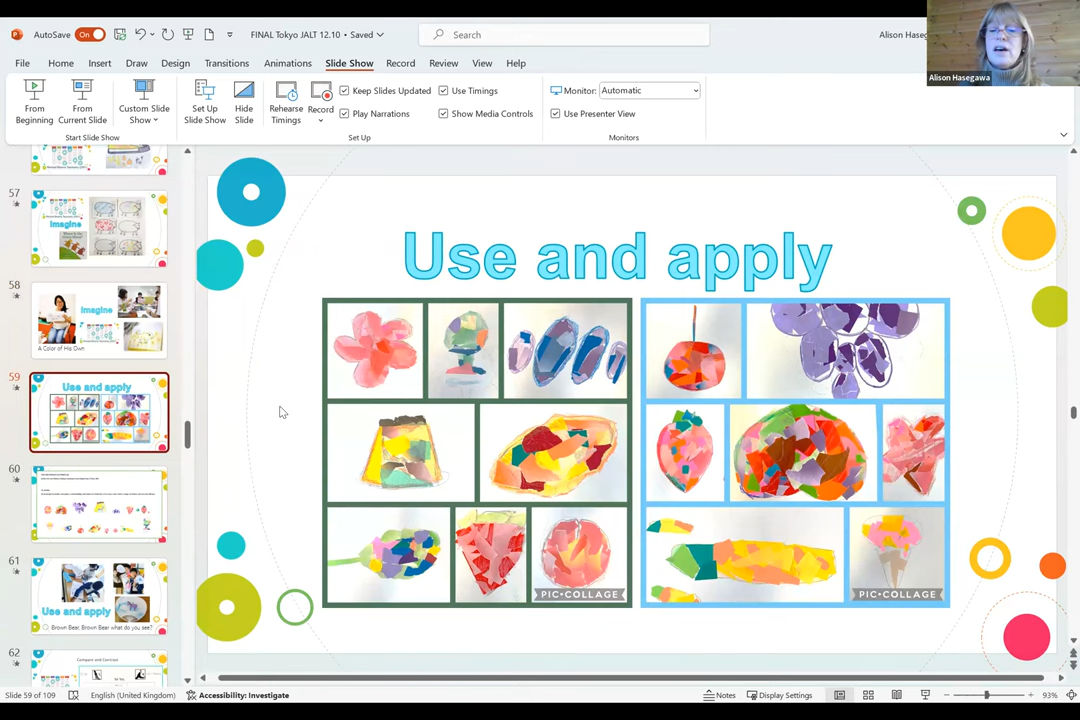 AutoSave On FINAL Tokyo JALT 12.10 • Saved Search Alison Haseg
Alison Hasegawa
File Home Insert Draw Design Transitions Animations Slide Show Record Review View Help
From Beginning
From Current Slide
Custom Slide Show
Start Slide Show
Set Up Slide Show
Hide Slide
Rehearse Timings
Record
Keep Slides Updated
Play Narrations
Use Timings
Show Media Controls
Set Up
Monitor: Automatic
Use Presenter View
Monitors
57
Imagine
58
Imagine
A Color of His Own
59
Use and apply
60
61
Use and apply
Brown Bear, Brown Bear what do you see?
62
Compare and Contrast
Use and apply
PIC•COLLAGE
PIC•COLLAGE
Slide 59 of 109 English (United Kingdom) Accessibility: Investigate Notes Display Settings 93%